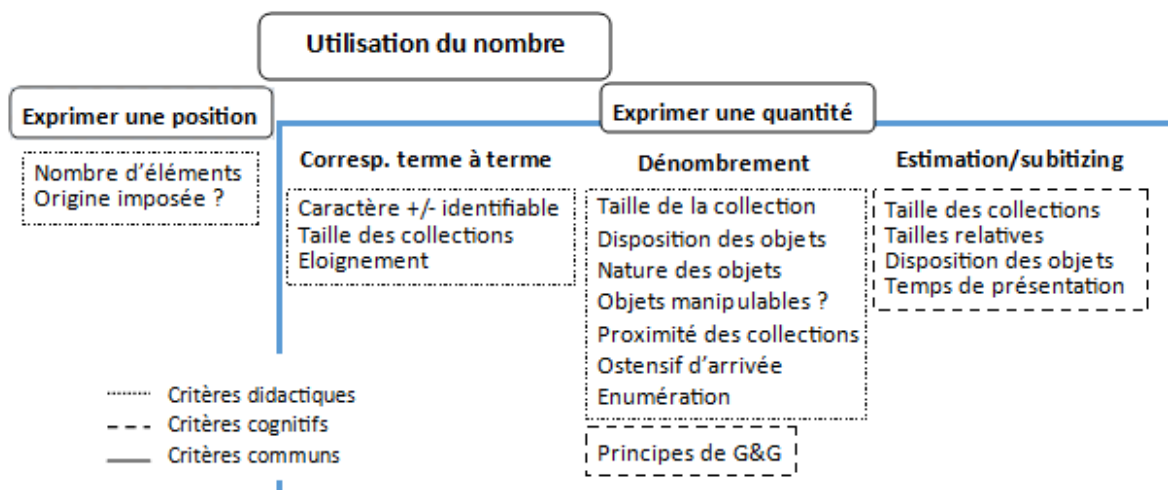 Utilisation du nombre
Exprimer une position
Exprimer une quantité
Nombre d'éléments
Origine imposée ?
Corresp. terme à terme
Caractère +/- identifiable
Taille des collections
Eloignement
Dénombrement
Taille de la collection
Disposition des objets
Nature des objets
Objets manipulables ?
Proximité des collections
Ostensif d'arrivée
Enumération
Principes de G&G
Estimation/subitizing
Taille des collections
Tailles relatives
Disposition des objets
Temps de présentation
Critères didactiques
Critères cognitifs
Critères communs